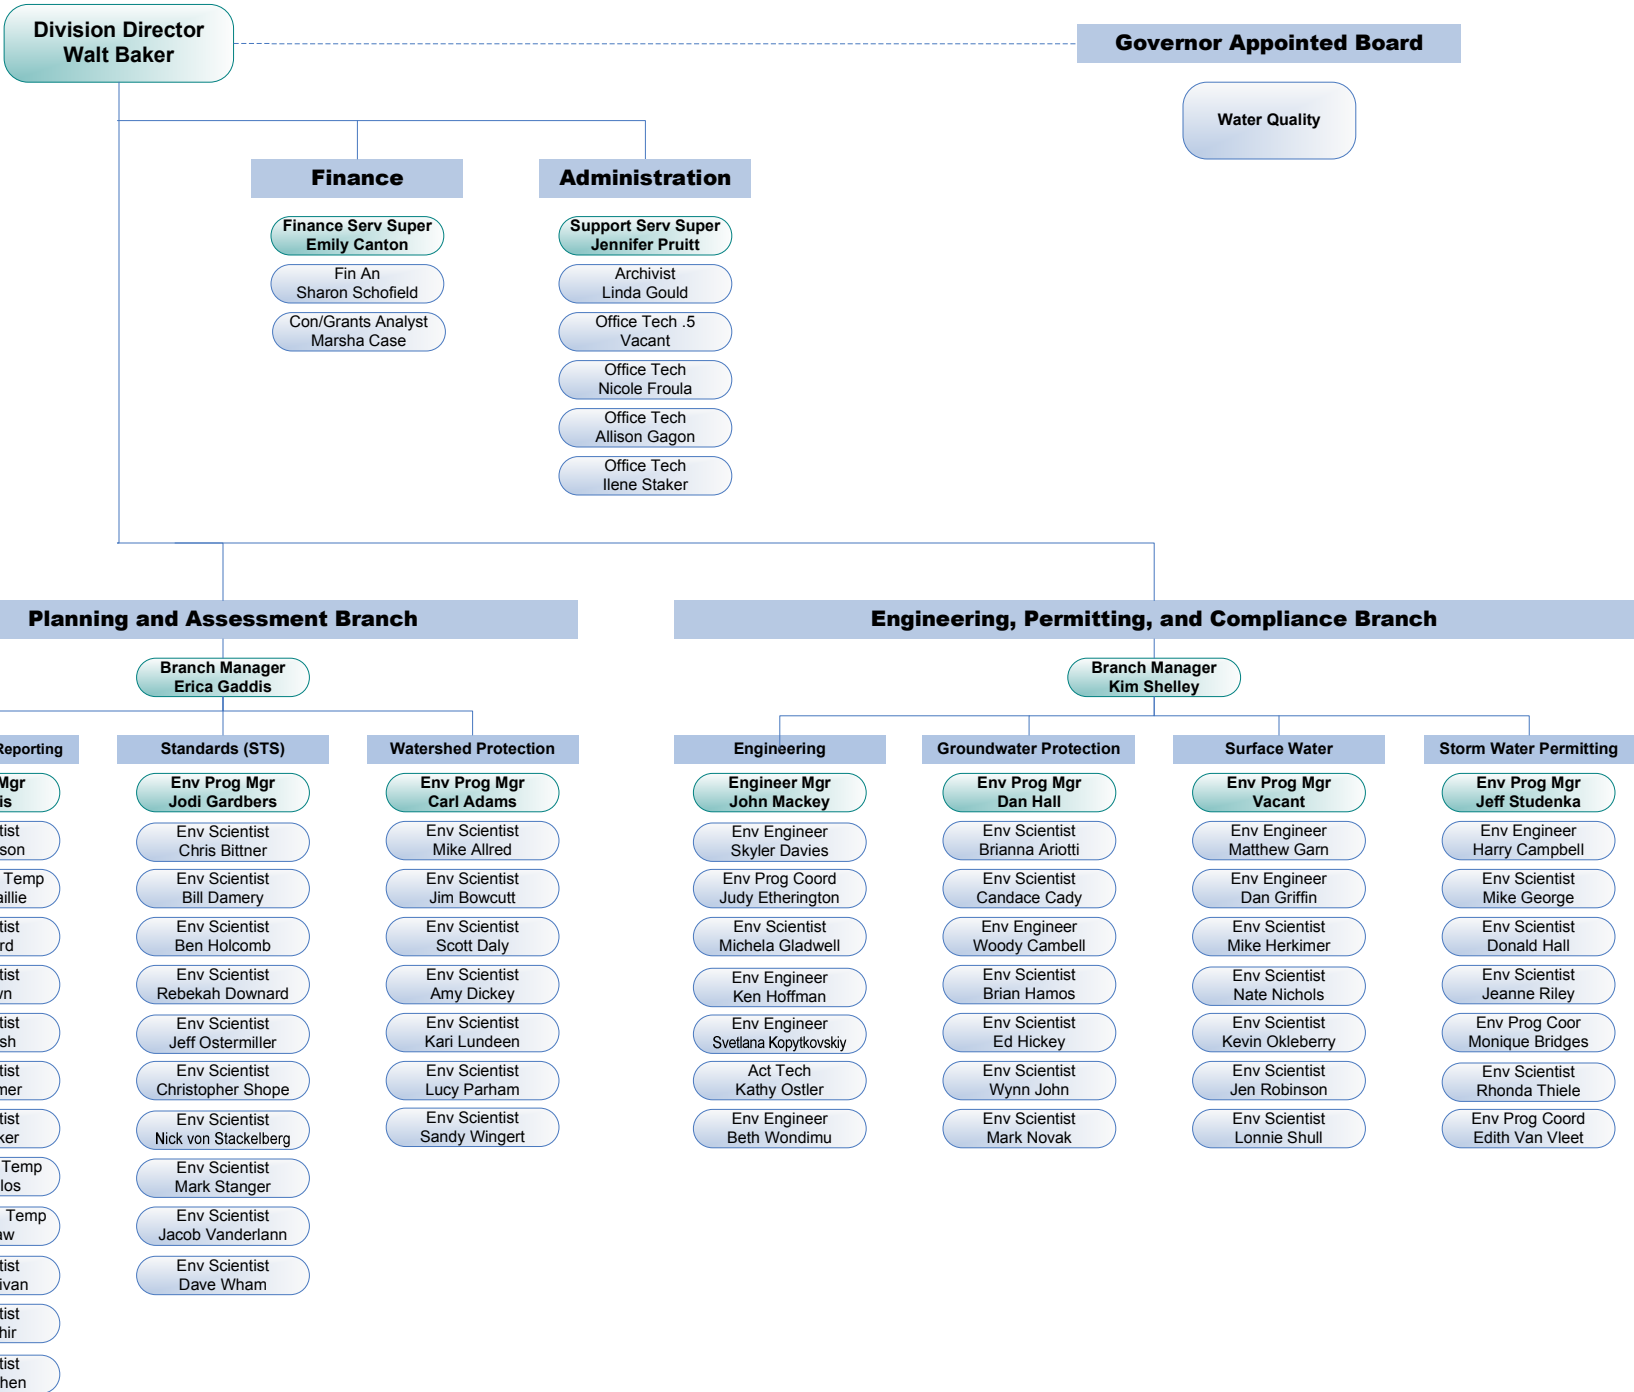 Division Director
Walt Baker
Governor Appointed Board
Water Quality
Finance
Finance Serv Super
Emily Canton
Fin An
Sharon Schofield
Con/Grants Analyst
Marsha Case
Administration
Support Serv Super
Jennifer Pruitt
Archivist
Linda Gould
Office Tech .5
Vacant
Office Tech
Nicole Froula
Office Tech
Allison Gagon
Office Tech
Ilene Staker
Planning and Assessment Branch
Branch Manager
Erica Gaddis
Reporting
Mgr
Temp
Temp
Temp
Standards (STS)
Env Prog Mgr
Jodi Gardbers
Env Scientist
Chris Bittner
Env Scientist
Bill Damery
Env Scientist
Ben Holcomb
Env Scientist
Rebekah Downard
Env Scientist
Jeff Ostermiller
Env Scientist
Christopher Shope
Env Scientist
Nick von Stackelberg
Env Scientist
Mark Stanger
Env Scientist
Jacob Vanderlann
Env Scientist
Dave Wham
Watershed Protection
Env Prog Mgr
Carl Adams
Env Scientist
Mike Allred
Env Scientist
Jim Bowcutt
Env Scientist
Scott Daly
Env Scientist
Amy Dickey
Env Scientist
Kari Lundeen
Env Scientist
Lucy Parham
Env Scientist
Sandy Wingert
Engineering, Permitting, and Compliance Branch
Branch Manager
Kim Shelley
Engineering
Engineer Mgr
John Mackey
Env Engineer
Skyler Davies
Env Prog Coord
Judy Etherington
Env Scientist
Michela Gladwell
Env Engineer
Ken Hoffman
Env Engineer
Svetlana Kopytkovskiy
Act Tech
Kathy Ostler
Env Engineer
Beth Wondimu
Groundwater Protection
Env Prog Mgr
Dan Hall
Env Scientist
Brianna Ariotti
Env Scientist
Candace Cady
Env Engineer
Woody Cambell
Env Scientist
Brian Hamos
Env Scientist
Ed Hickey
Env Scientist
Wynn John
Env Scientist
Mark Novak
Surface Water
Env Prog Mgr
Vacant
Env Engineer
Matthew Garn
Env Engineer
Dan Griffin
Env Scientist
Mike Herkimer
Env Scientist
Nate Nichols
Env Scientist
Kevin Okleberry
Env Scientist
Jen Robinson
Env Scientist
Lonnie Shull
Storm Water Permitting
Env Prog Mgr
Jeff Studenka
Env Engineer
Harry Campbell
Env Scientist
Mike George
Env Scientist
Donald Hall
Env Scientist
Jeanne Riley
Env Prog Coor
Monique Bridges
Env Scientist
Rhonda Thiele
Env Prog Coord
Edith Van Vleet